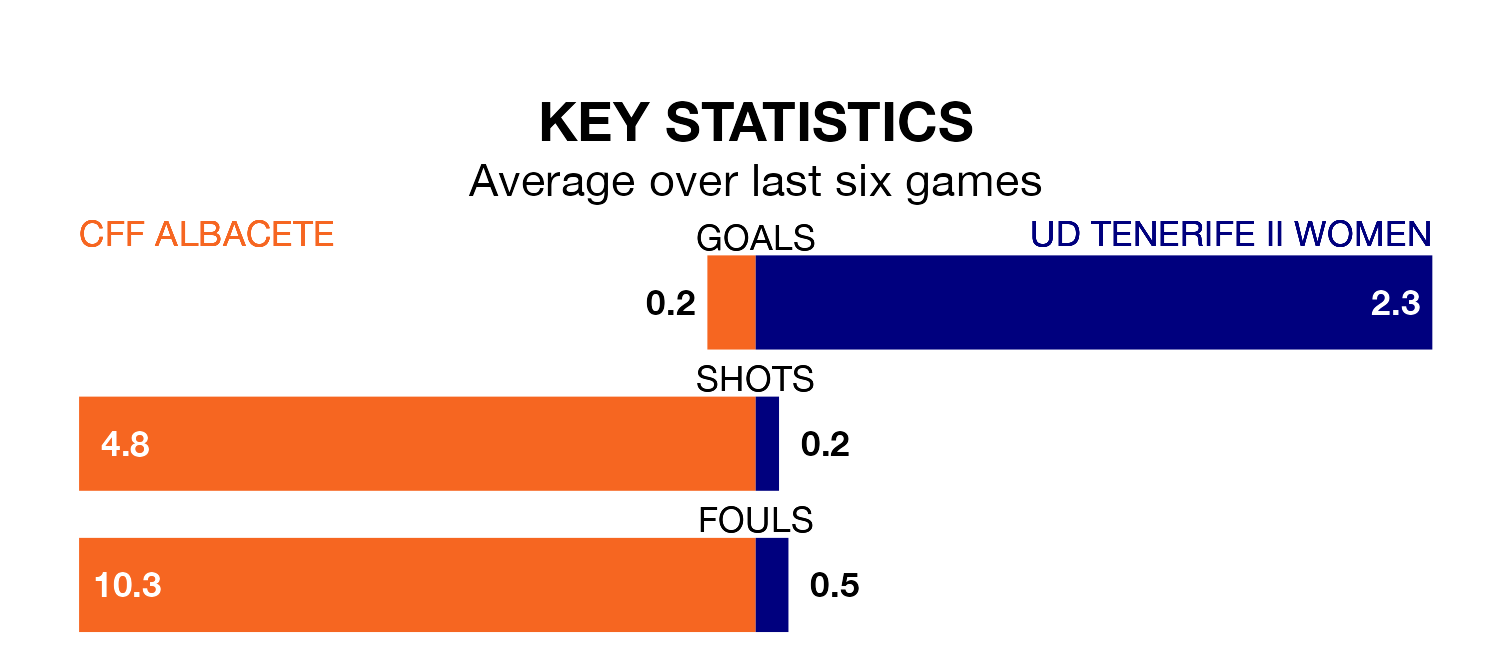 KEY STATISTICS
Average over last six games
CFF ALBACETE
GOALS
UD TENERIFE II WOMEN
0.2
2.3
SHOTS
4.8
0.2
FOULS
10.3
0.5